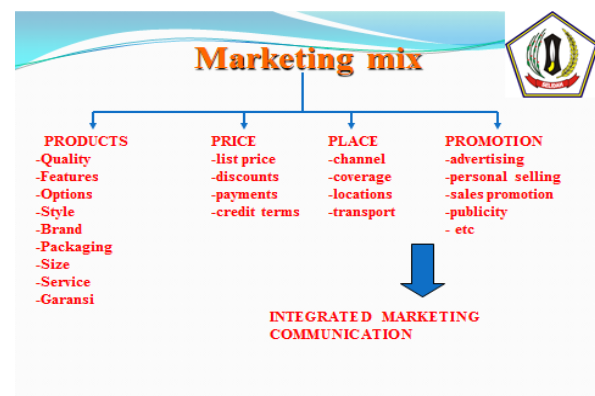 Marketing mix
PRODUCTS
-Quality
-Features
-Options
-Style
-Brand
-Packaging
-Size
-Service
-Garansi
PRICE
-list price
-discounts
-payments
-credit terms
PLACE
-channel
-coverage
-locations
-transport
PROMOTION
-advertising
-personal selling
-sales promotion
-publicity
- etc
INTEGRATED MARKETING
COMMUNICATION